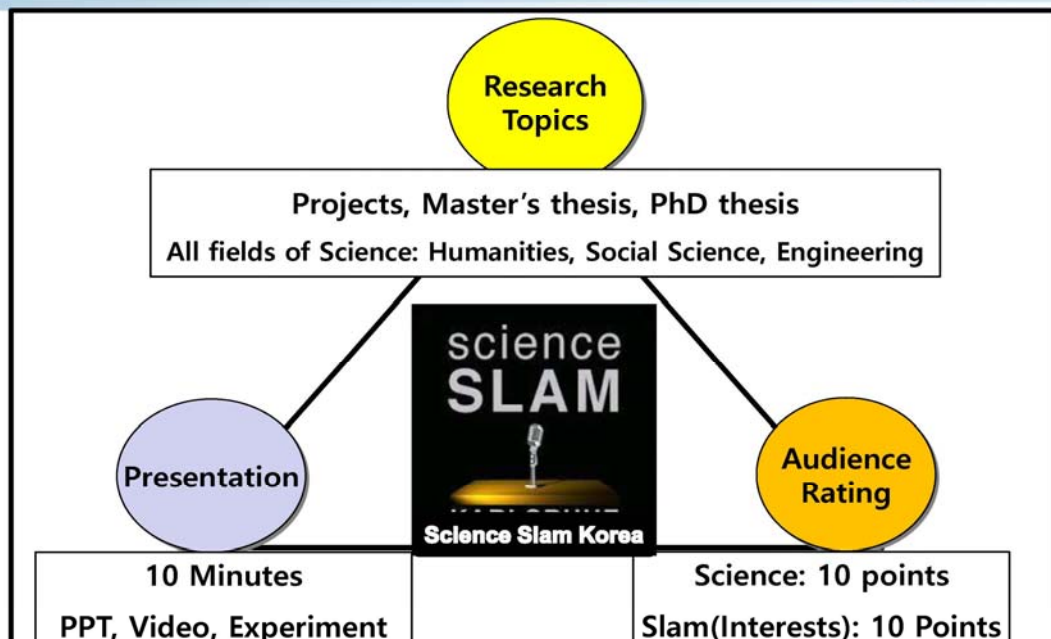 Research
Topics
Projects, Master's thesis, PhD thesis
All fields of Science: Humanities, Social Science, Engineering
science
SLAM
Science Slam Korea
Presentation
Audience
Rating
10 Minutes
PPT, Video, Experiment
Science: 10 points
Slam(Interests): 10 Points